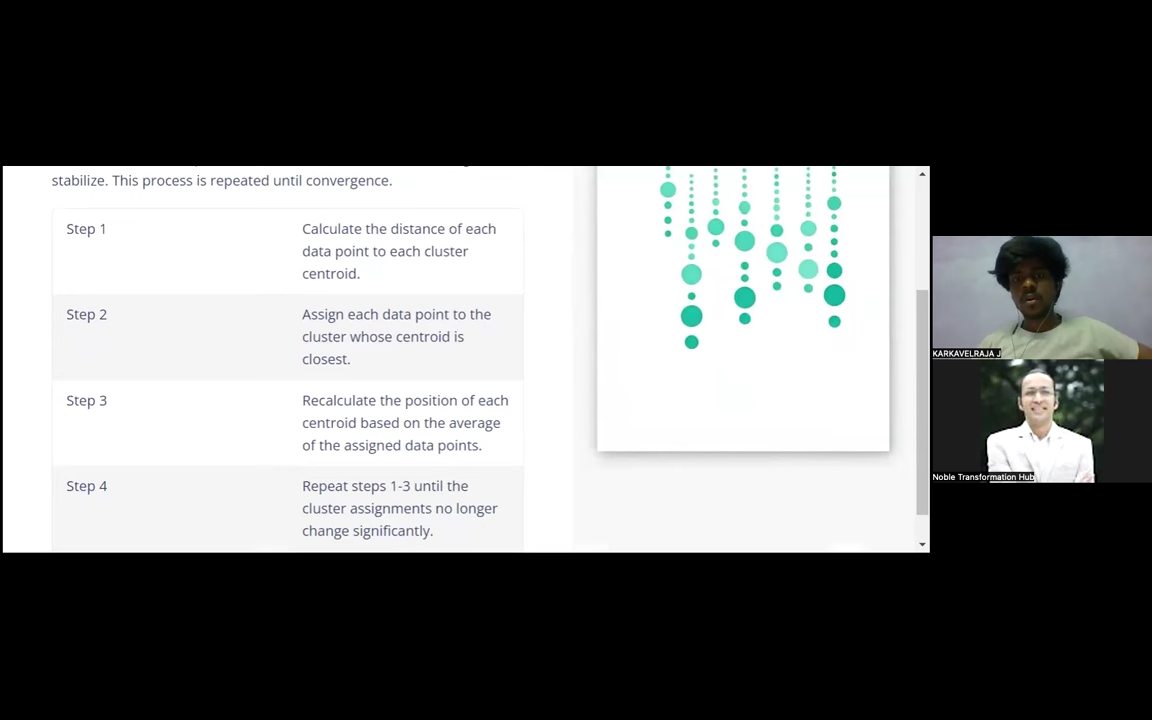 stabilize. This process is repeated until convergence.
Step 1
Calculate the distance of each
data point to each cluster
centroid.
Step 2
Assign each data point to the
cluster whose centroid is
closest.
Step 3
Recalculate the position of each
centroid based on the average
of the assigned data points.
Step 4
Repeat steps 1-3 until the
cluster assignments no longer
change significantly.
KARKAVELRAJA J
Noble Transformation Hub